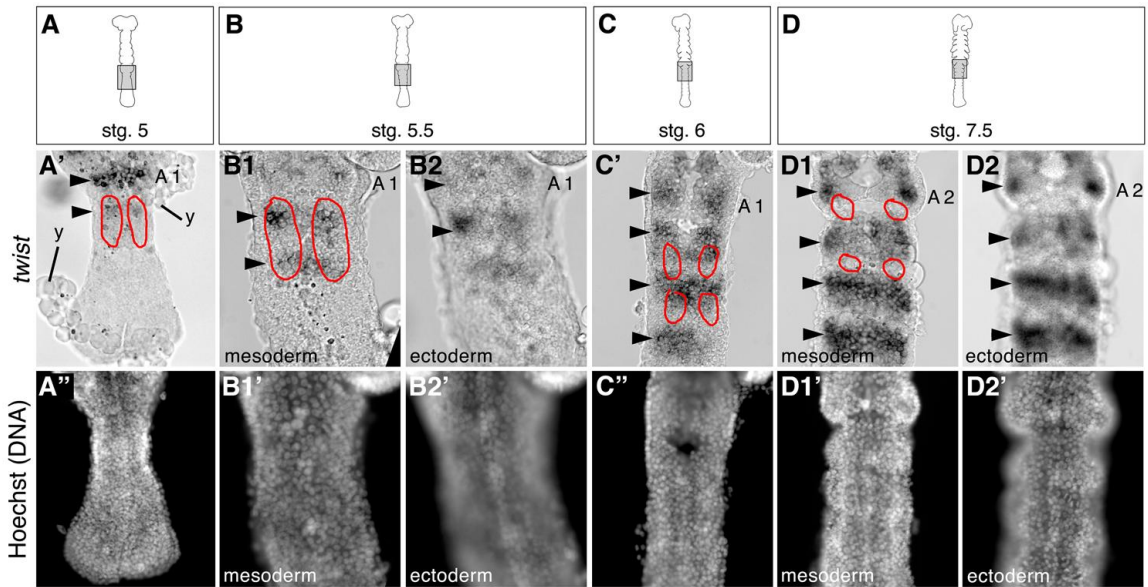 A
B
C
D
stg. 5
stg. 5.5
stg. 6
stg. 7.5
twist
A'
A 1
y
y
B1
A 1
mesoderm
B2
A 1
ectoderm
C'
A 1
D1
A 2
mesoderm
D2
A 2
ectoderm
Hoechst (DNA)
A''
B1'
mesoderm
B2'
ectoderm
C''
D1'
mesoderm
D2'
ectoderm